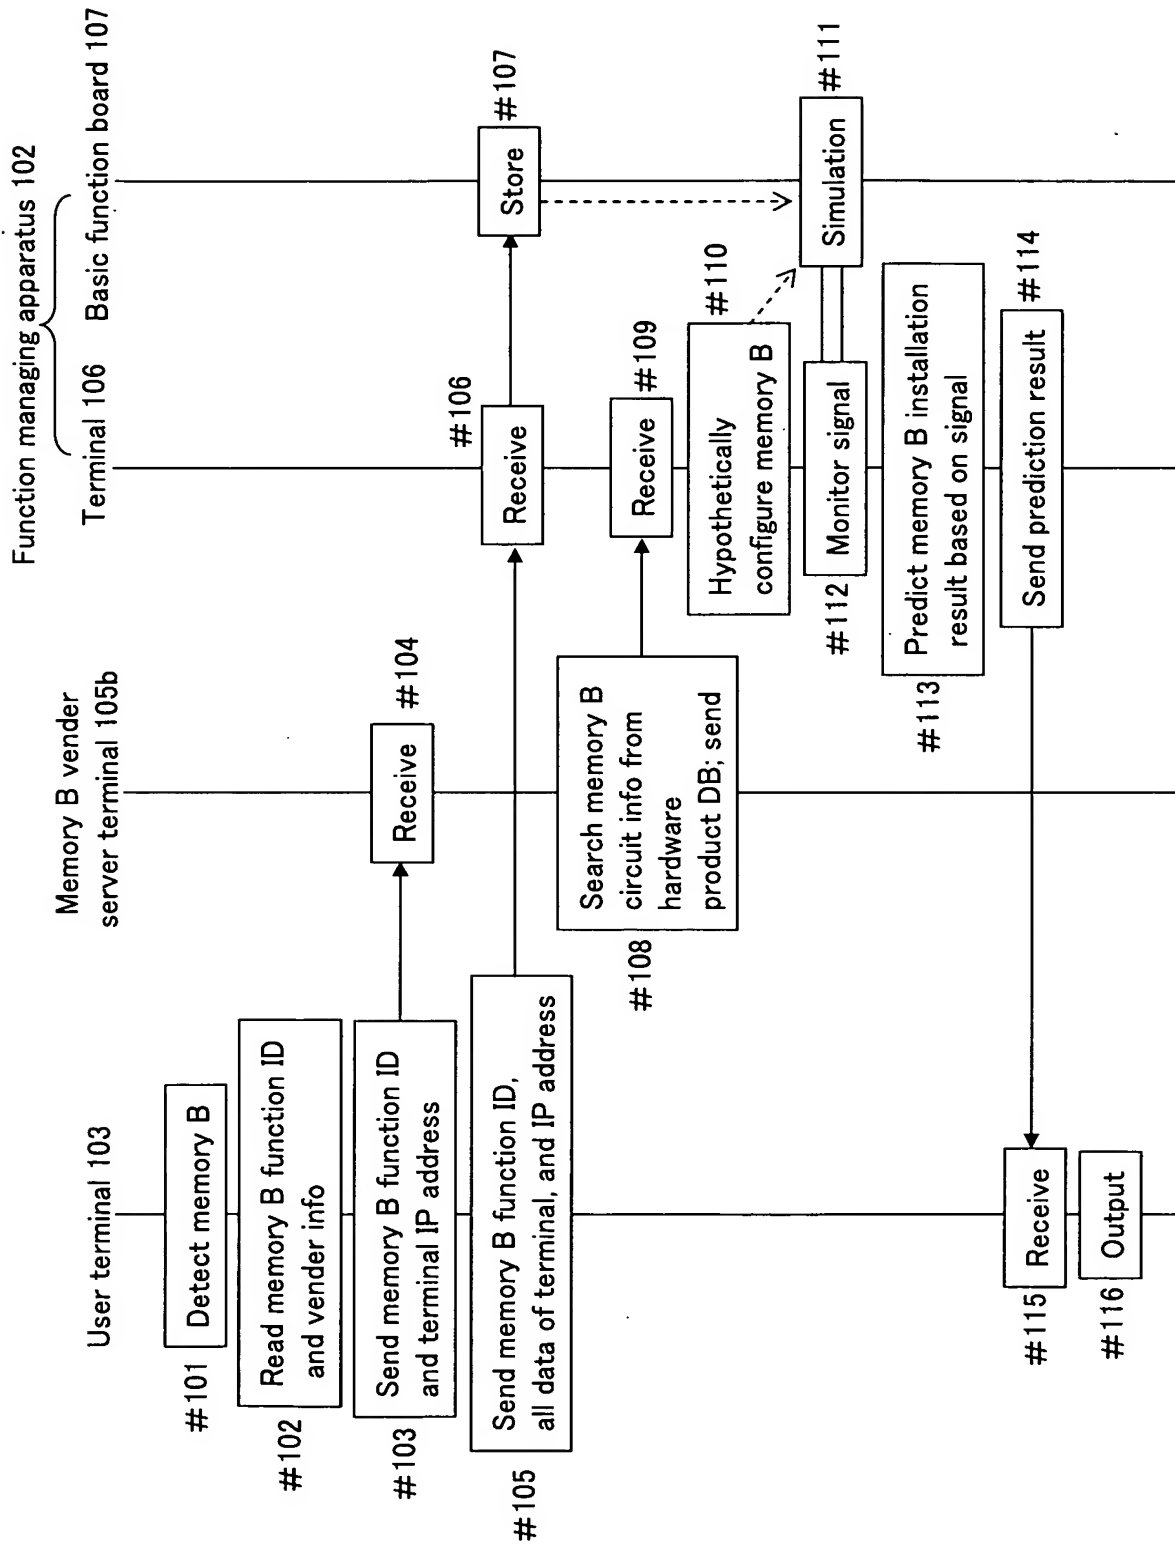 User terminal 103
Memory B vender
server terminal 105b
Function managing apparatus 102
Terminal 106
Basic function board 107
#101
Detect memory B
#102
Read memory B function ID
and vender info
#103
Send memory B function ID
and terminal IP address
Receive
#104
#105
Send memory B function ID,
all data of terminal, and IP address
Receive
#106
Store
#107
#108
Search memory B
circuit info from
hardware
product DB; send
Receive
#109
Hypothetically
configure memory B
#110
Simulation
#111
#112
Monitor signal
#113
Predict memory B installation
result based on signal
Send prediction result
#114
#115
Receive
#116
Output